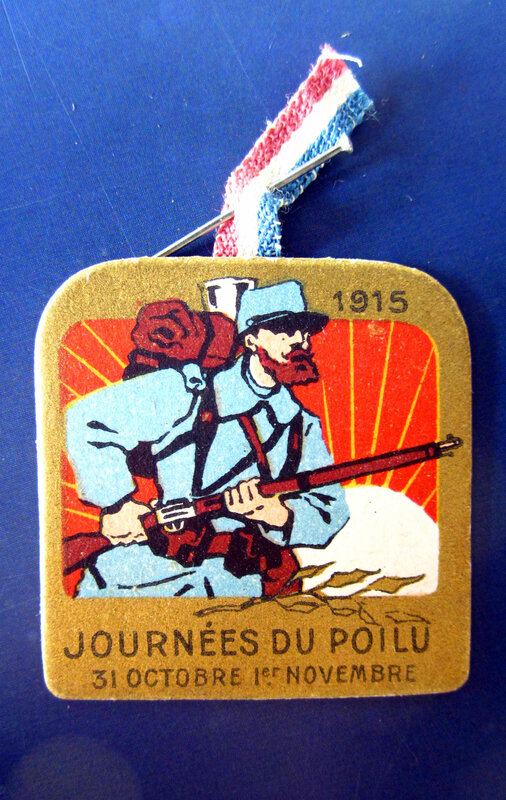 1915
JOURNÉES DU POILU
31 OCTOBRE 1er NOVEMBRE